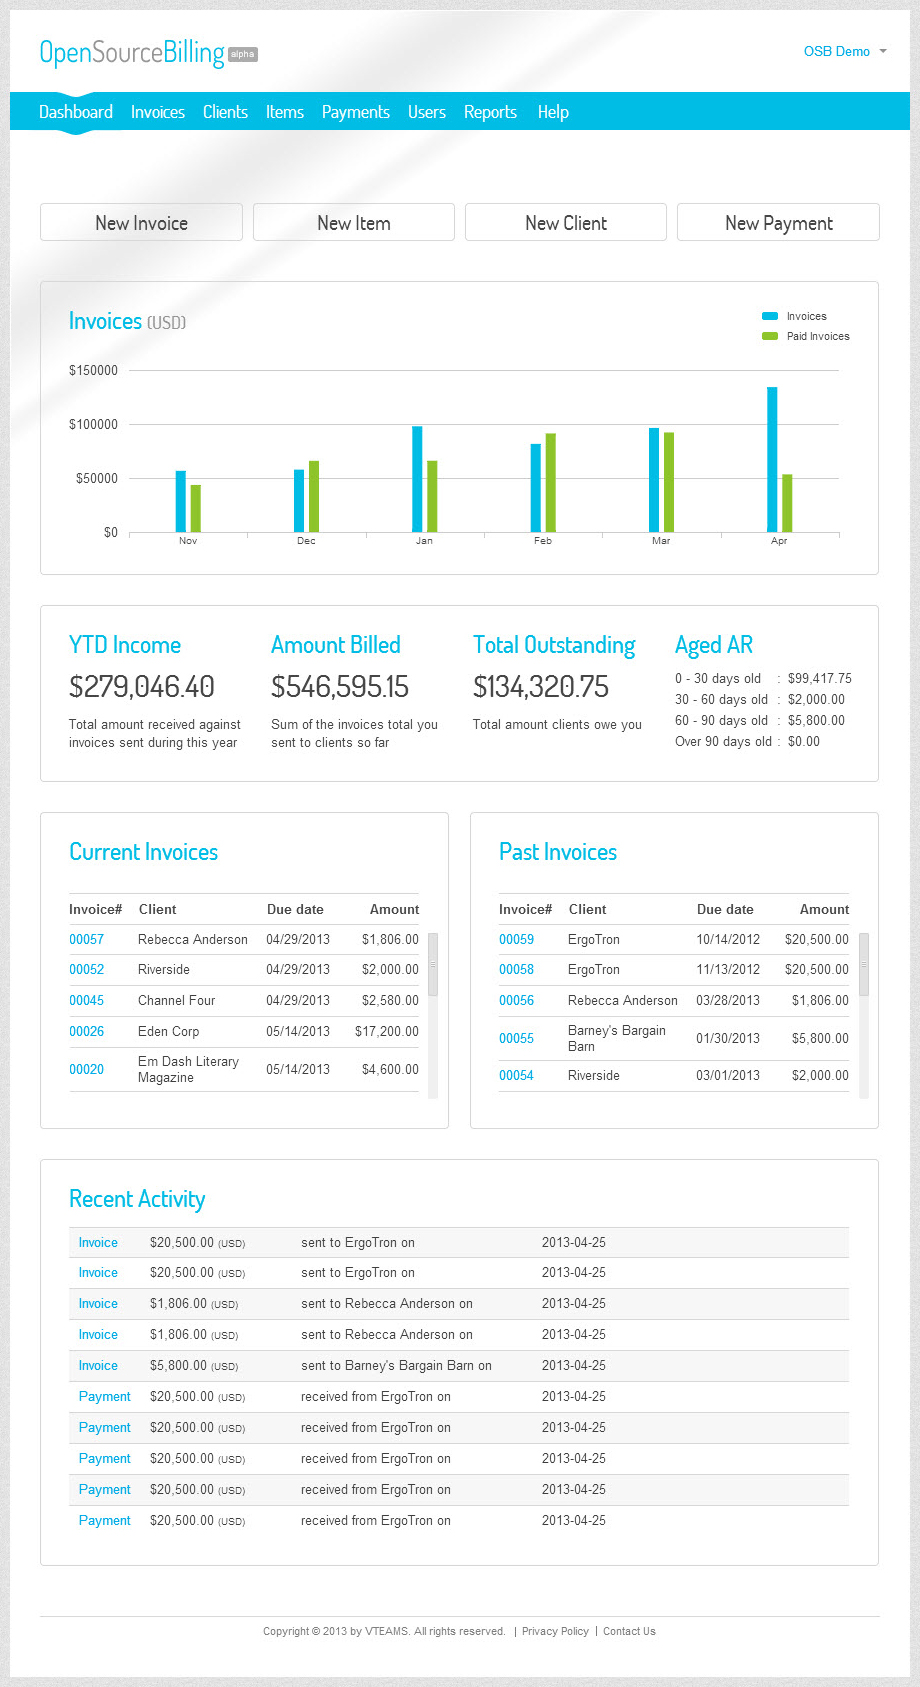 OpenSourceBilling alpha
OSB Demo
Dashboard Invoices Clients Items Payments Users Reports Help
New Invoice New Item New Client New Payment
Invoices (USD)
Invoices
Paid Invoices
$150000
$100000
$50000
$0
Nov Dec Jan Feb Mar Apr
YTD Income
$279,046.40
Total amount received against
invoices sent during this year
Amount Billed
$546,595.15
Sum of the invoices total you
sent to clients so far
Total Outstanding
$134,320.75
Total amount clients owe you
Aged AR
0 - 30 days old : $99,417.75
30 - 60 days old : $2,000.00
60 - 90 days old : $5,800.00
Over 90 days old : $0.00
Current Invoices
Invoice# Client Due date Amount
00057 Rebecca Anderson 04/29/2013 $1,806.00
00052 Riverside 04/29/2013 $2,000.00
00045 Channel Four 04/29/2013 $2,580.00
00026 Eden Corp 05/14/2013 $17,200.00
00020 Em Dash Literary Magazine 05/14/2013 $4,600.00
Past Invoices
Invoice# Client Due date Amount
00059 ErgoTron 10/14/2012 $20,500.00
00058 ErgoTron 11/13/2012 $20,500.00
00056 Rebecca Anderson 03/28/2013 $1,806.00
00055 Barney's Bargain Barn 01/30/2013 $5,800.00
00054 Riverside 03/01/2013 $2,000.00
Recent Activity
Invoice $20,500.00 (USD) sent to ErgoTron on 2013-04-25
Invoice $20,500.00 (USD) sent to ErgoTron on 2013-04-25
Invoice $1,806.00 (USD) sent to Rebecca Anderson on 2013-04-25
Invoice $1,806.00 (USD) sent to Rebecca Anderson on 2013-04-25
Invoice $5,800.00 (USD) sent to Barney's Bargain Barn on 2013-04-25
Payment $20,500.00 (USD) received from ErgoTron on 2013-04-25
Payment $20,500.00 (USD) received from ErgoTron on 2013-04-25
Payment $20,500.00 (USD) received from ErgoTron on 2013-04-25
Payment $20,500.00 (USD) received from ErgoTron on 2013-04-25
Payment $20,500.00 (USD) received from ErgoTron on 2013-04-25
Copyright © 2013 by VTEAMS. All rights reserved. | Privacy Policy | Contact Us